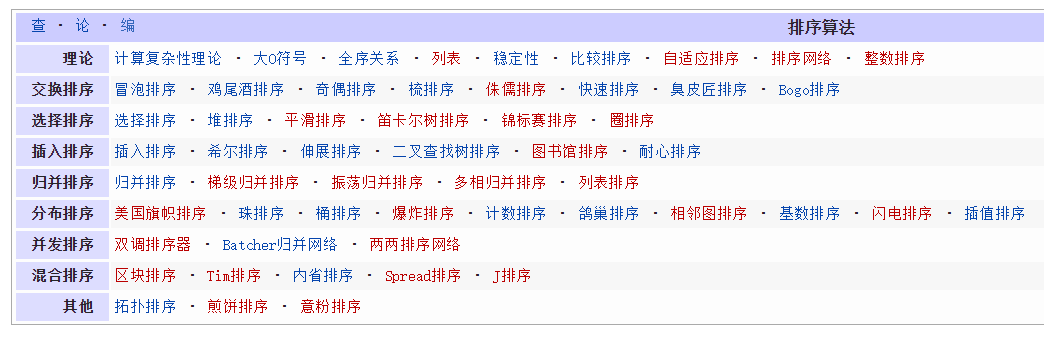 查 · 论 · 编 排序算法
理论 计算复杂性理论 · 大O符号 · 全序关系 · 列表 · 稳定性 · 比较排序 · 自适应排序 · 排序网络 · 整数排序
交换排序 冒泡排序 · 鸡尾酒排序 · 奇偶排序 · 梳排序 · 侏儒排序 · 快速排序 · 臭皮匠排序 · Bogo排序
选择排序 选择排序 · 堆排序 · 平滑排序 · 笛卡尔树排序 · 锦标赛排序 · 圈排序
插入排序 插入排序 · 希尔排序 · 伸展排序 · 二叉查找树排序 · 图书馆排序 · 耐心排序
归并排序 归并排序 · 梯级归并排序 · 振荡归并排序 · 多相归并排序 · 列表排序
分布排序 美国旗帜排序 · 珠排序 · 桶排序 · 爆炸排序 · 计数排序 · 鸽巢排序 · 相邻图排序 · 基数排序 · 闪电排序 · 插值排序
并发排序 双调排序器 · Batcher归并网络 · 两两排序网络
混合排序 区块排序 · Tim排序 · 内省排序 · Spread排序 · J排序
其他 拓扑排序 · 煎饼排序 · 意粉排序